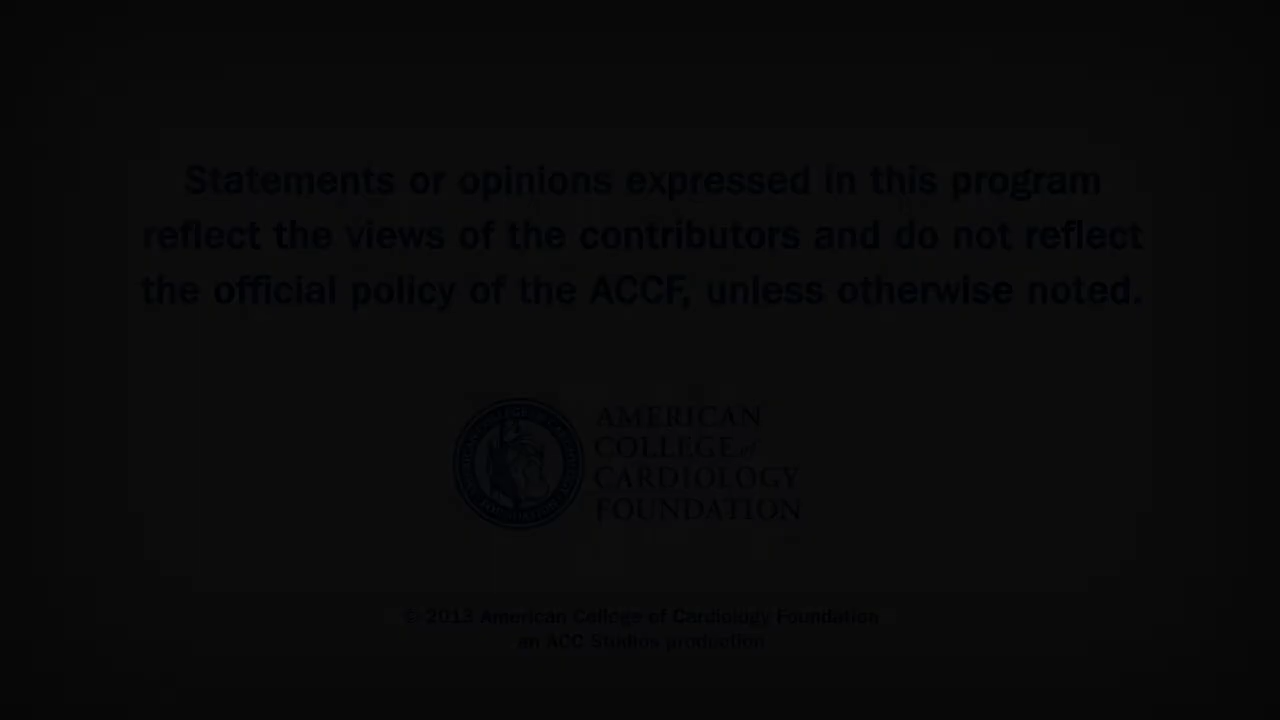 Statements or opinions expressed in this program
reflect the views of the contributors and do not reflect
the official policy of the ACCF, unless otherwise noted.
AMERICAN
COLLEGE of
CARDIOLOGY
FOUNDATION
© 2013 American College of Cardiology Foundation
an ACC Studios production